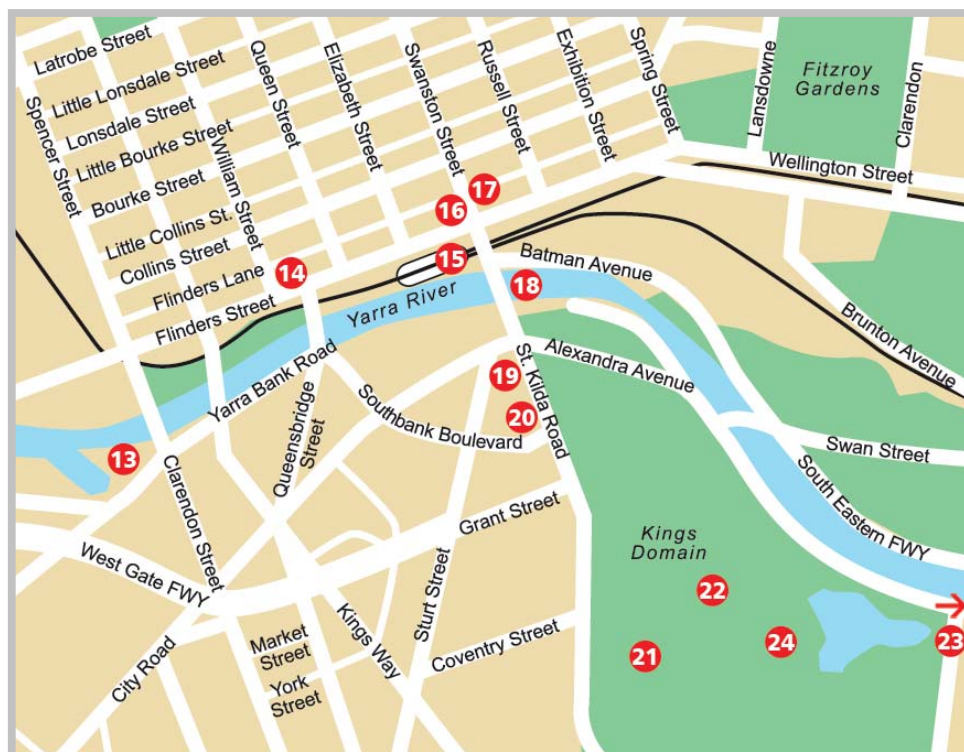 Latrobe Street
Little Lonsdale Street
Lonsdale Street
Little Bourke Street
Bourke Street
Little Collins St.
Collins Street
Flinders Lane
Flinders Street
Spencer Street
William Street
Queen Street
Elizabeth Street
Swanston Street
Russell Street
Exhibition Street
Spring Street
Lansdowne
Fitzroy
Gardens
Clarendon
Wellington Street
17
16
15
14
Yarra River
18
Batman Avenue
Brunton Avenue
Alexandra Avenue
Yarra Bank Road
19
20
St. Kilda Road
Southbank Boulevard
Queensbridge
Street
13
Clarendon Street
Swan Street
South Eastern FWY
Grant Street
Kings
Domain
West Gate FWY
Sturt Street
Kings Way
City Road
Market
Street
York
Street
Coventry Street
22
21
24
23